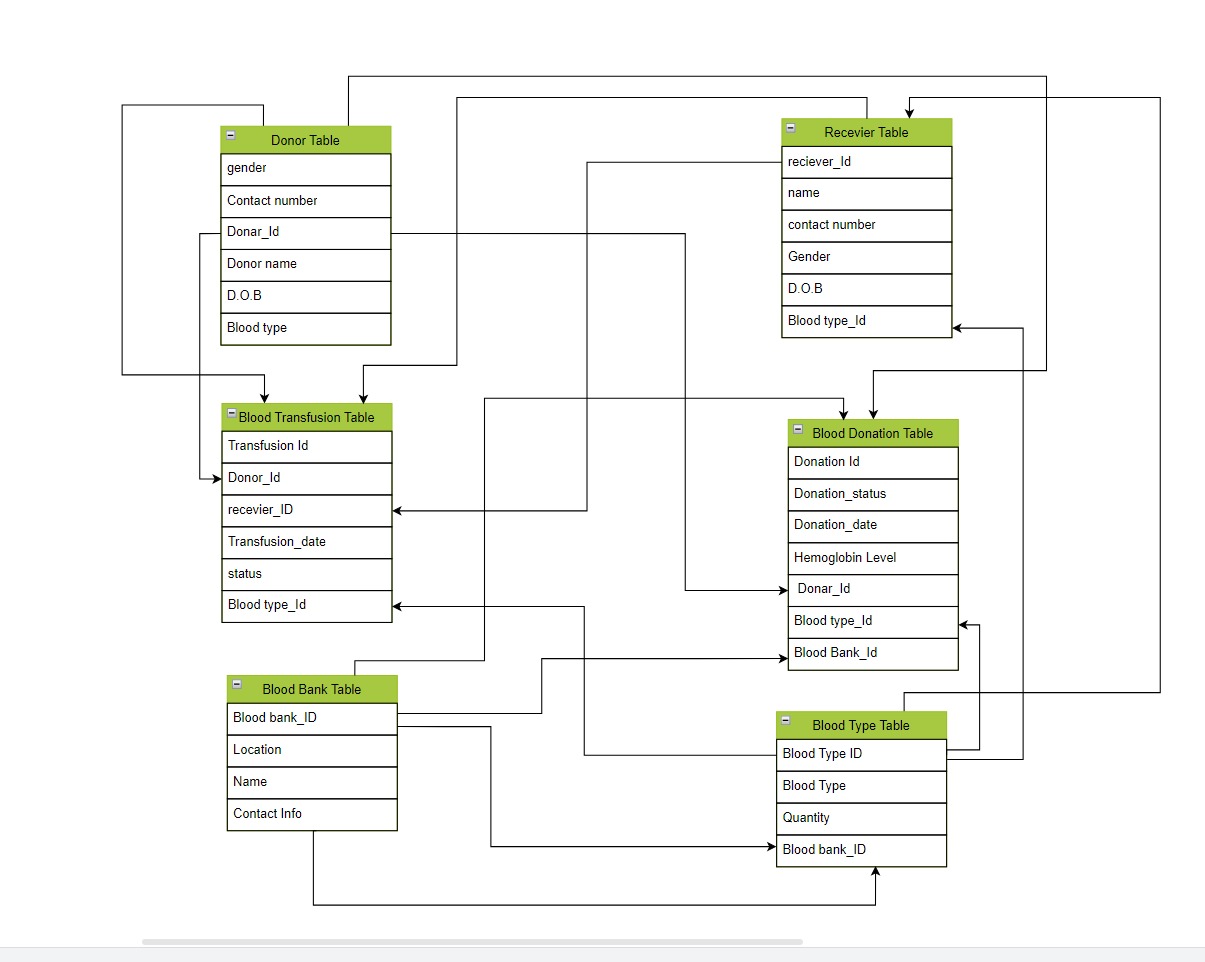 Donor Table
gender
Contact number
Donar_Id
Donor name
D.O.B
Blood type
Recevier Table
reciever_Id
name
contact number
Gender
D.O.B
Blood type_Id
Blood Transfusion Table
Transfusion Id
Donor_Id
recevier_ID
Transfusion_date
status
Blood type_Id
Blood Donation Table
Donation Id
Donation_status
Donation_date
Hemoglobin Level
Donar_Id
Blood type_Id
Blood Bank_Id
Blood Bank Table
Blood bank_ID
Location
Name
Contact Info
Blood Type Table
Blood Type ID
Blood Type
Quantity
Blood bank_ID